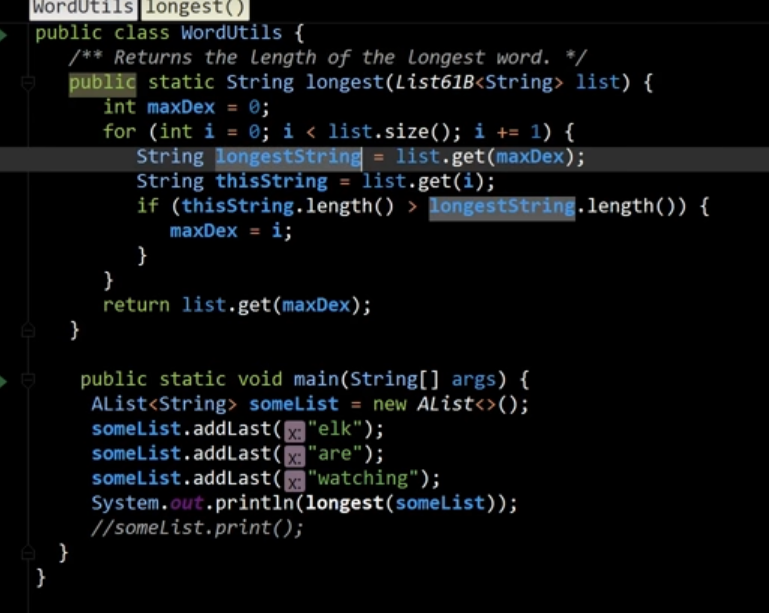 WordUtils longest()
public class WordUtils {
/** Returns the length of the longest word. */
public static String longest(List61B<String> list) {
int maxDex = 0;
for (int i = 0; i < list.size(); i += 1) {
String longestString = list.get(maxDex);
String thisString = list.get(i);
if (thisString.length() > longestString.length()) {
maxDex = i;
}
}
return list.get(maxDex);
}
public static void main(String[] args) {
AList<String> someList = new AList<>();
someList.addLast( x: "elk");
someList.addLast( x: "are");
someList.addLast( x: "watching");
System.out.println(longest(someList));
//someList.print();
}
}